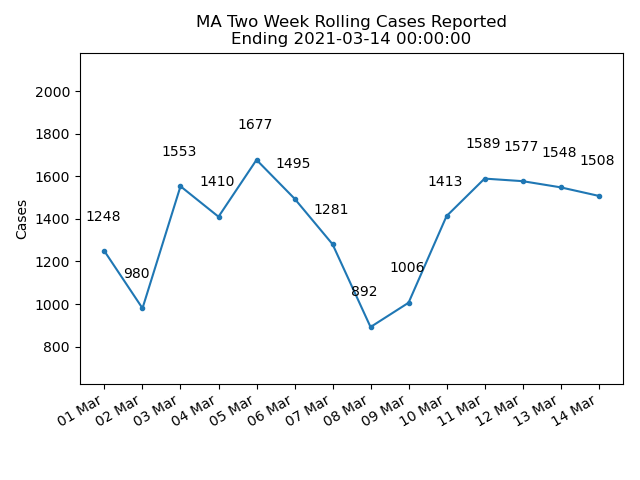 MA Two Week Rolling Cases Reported
Ending 2021-03-14 00:00:00
Cases
2000
1800
1600
1400
1200
1000
800
1248
980
1553
1410
1677
1495
1281
892
1006
1413
1589
1577
1548
1508
01 Mar
02 Mar
03 Mar
04 Mar
05 Mar
06 Mar
07 Mar
08 Mar
09 Mar
10 Mar
11 Mar
12 Mar
13 Mar
14 Mar